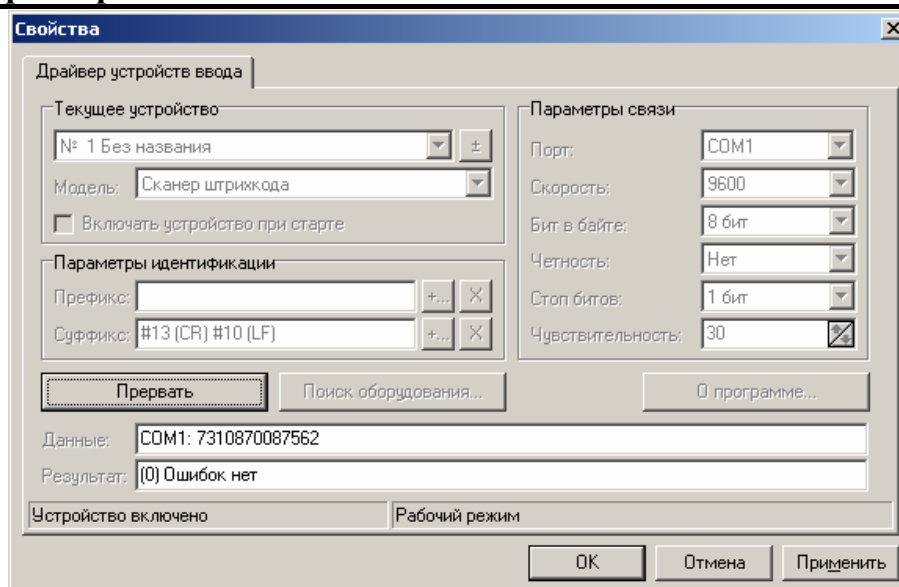 Свойства
Драйвер устройств ввода
Текущее устройство
№ 1 Без названия ±
Модель: Сканер штрихкода
Включать устройство при старте
Параметры идентификации
Префикс: +... X
Суффикс: #13 (CR) #10 (LF) +... X
Параметры связи
Порт: COM1
Скорость: 9600
Бит в байте: 8 бит
Четность: Нет
Стоп битов: 1 бит
Чувствительность: 30
Прервать Поиск оборудования... О программе...
Данные: COM1: 7310870087562
Результат: (0) Ошибок нет
Устройство включено Рабочий режим
OK Отмена Применить